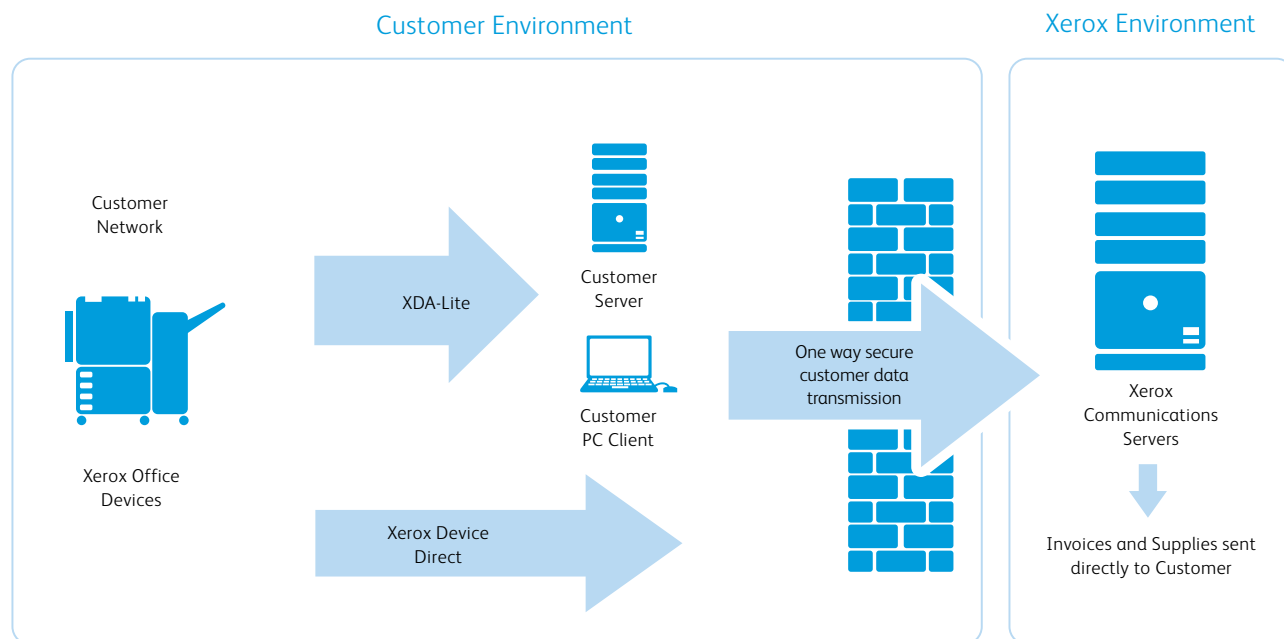 Customer Environment
Xerox Environment
Customer
Network
Xerox Office
Devices
XDA-Lite
Customer
Server
Customer
PC Client
Xerox Device
Direct
One way secure
customer data
transmission
Xerox
Communications
Servers
Invoices and Supplies sent
directly to Customer